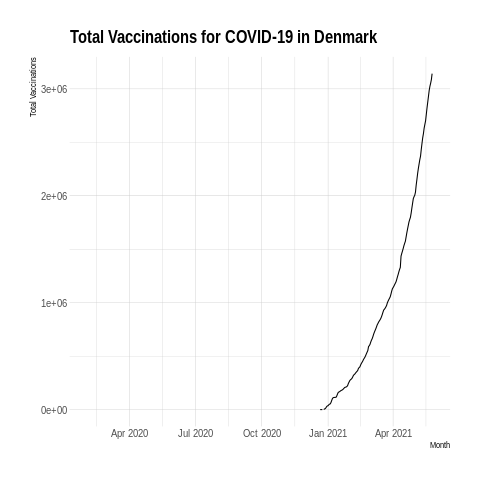 Total Vaccinations for COVID-19 in Denmark
Total Vaccinations
3e+06
2e+06
1e+06
0e+00
Apr 2020 Jul 2020 Oct 2020 Jan 2021 Apr 2021
Month